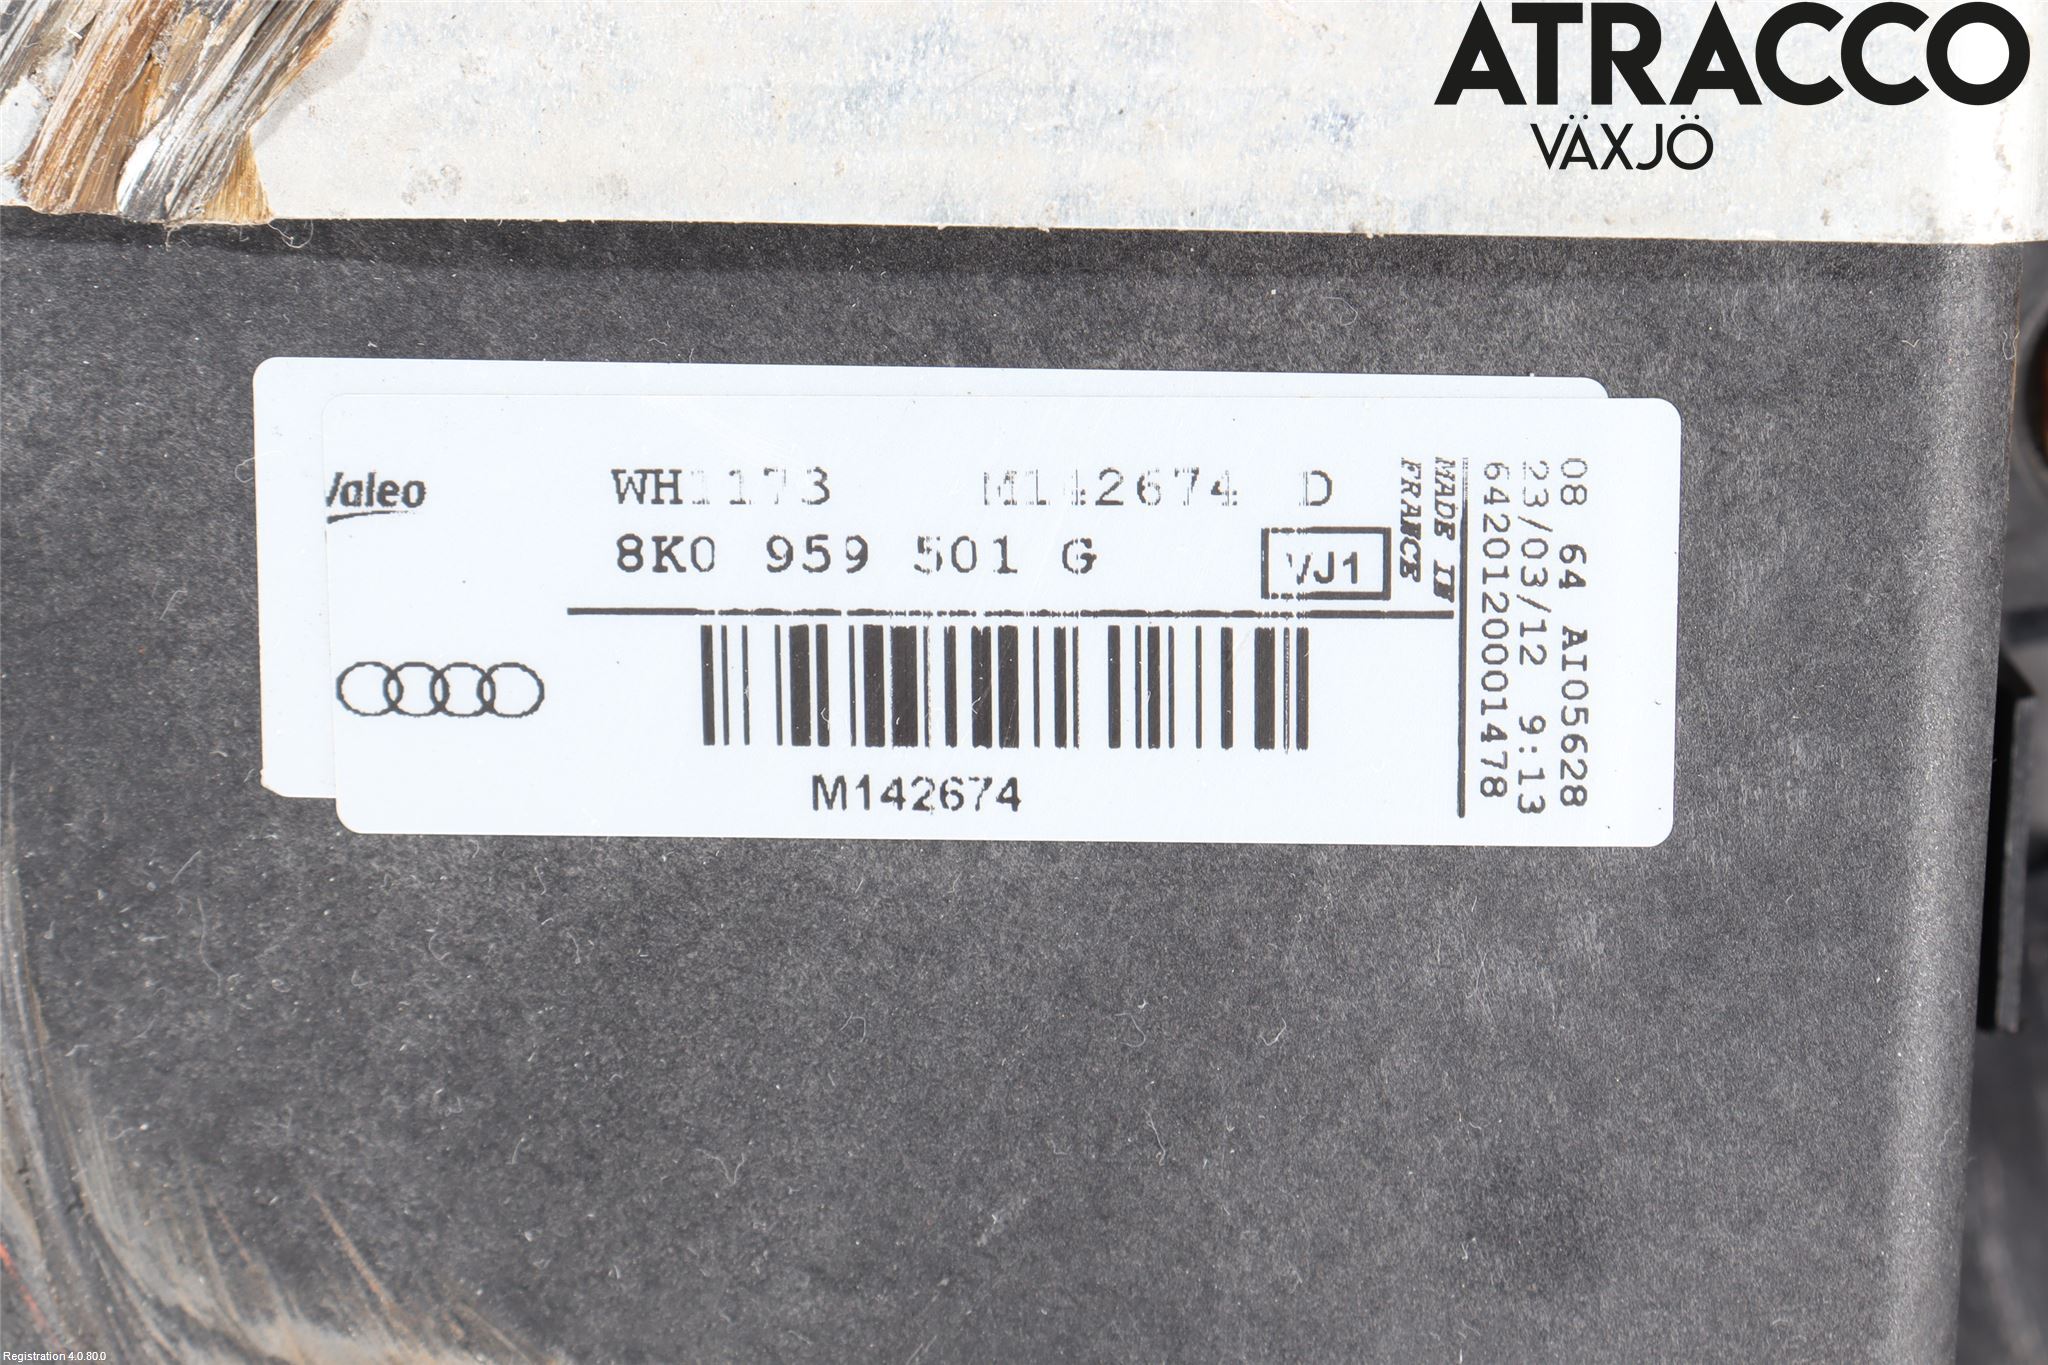 ATRACCO
VÄXJÖ
Valeo
WH1173 M142674 D
8K0 959 501 G
VJ1
MADE IN
FRANCE
M142674
08 64 AI05628
23/03/12 9:13
6420120001478
Registration 4.0.80.0